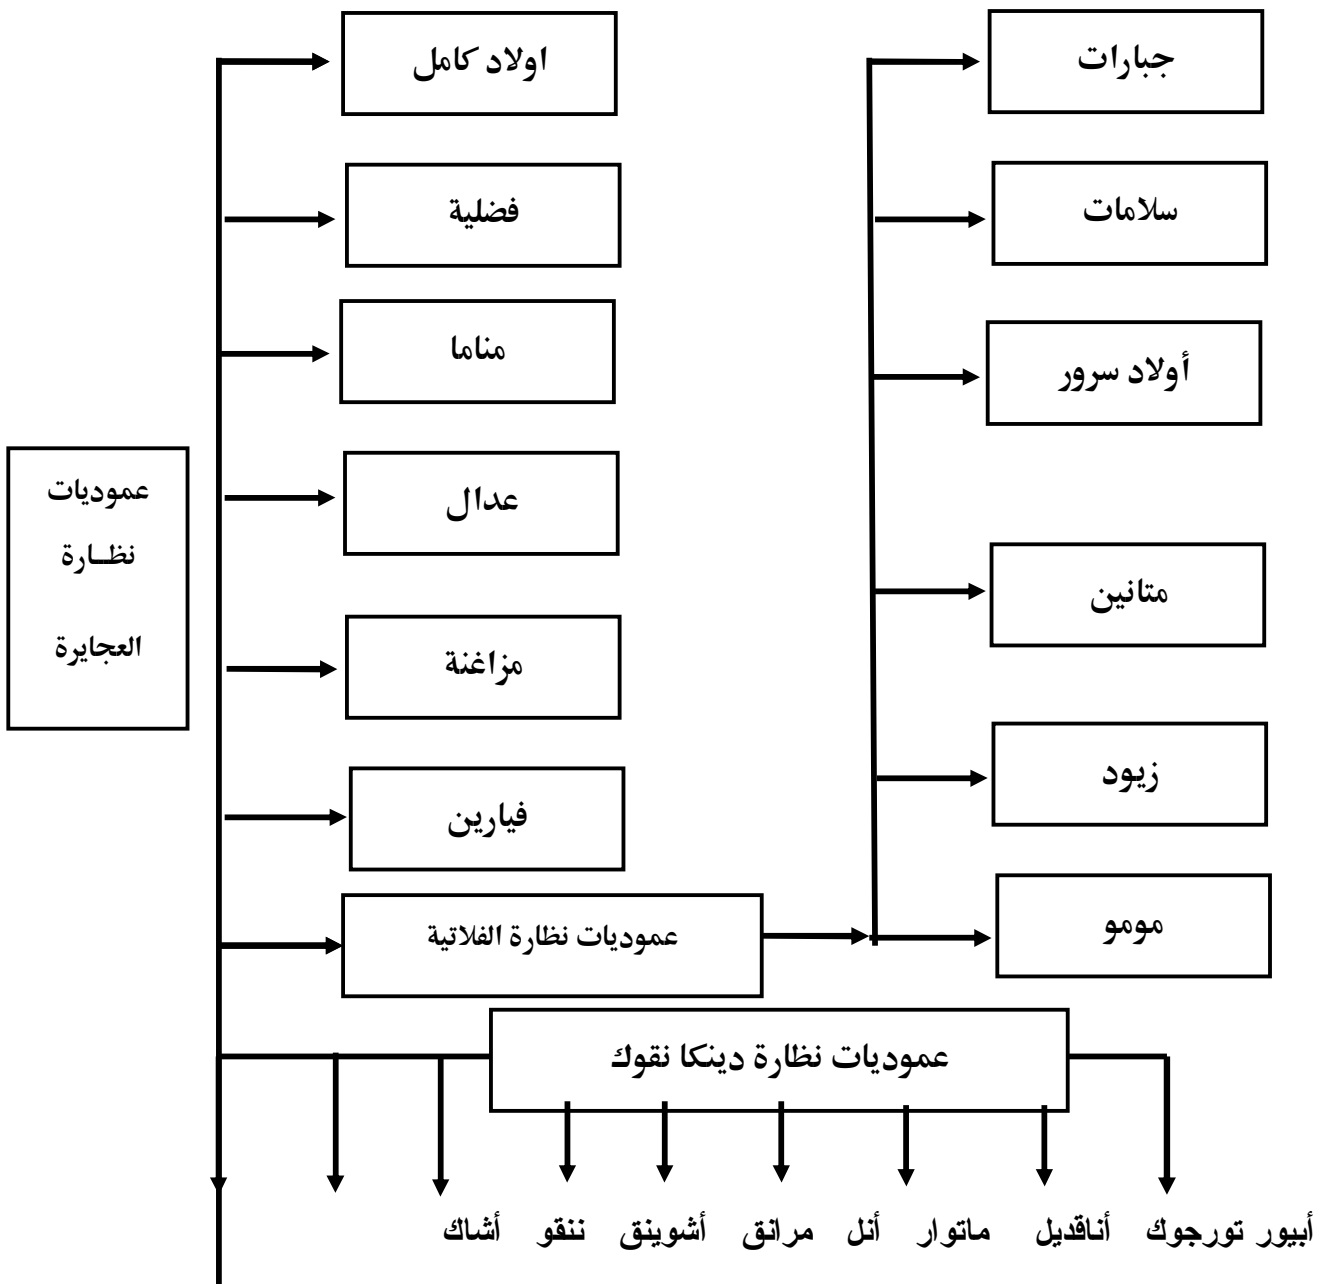 جبارات
اولاد كامل
سلامات
فضلية
أولاد سرور
مناما
عموديات
نظــارة
العجايرة
عدال
متانين
مزاغنة
زيود
فيارين
مومو
عموديات نظارة الفلاتية
عموديات نظارة دينكا نقوك
أبيور تورجوك أناقديل ماتوار أنل مرانق أشوينق ننقو أشاك